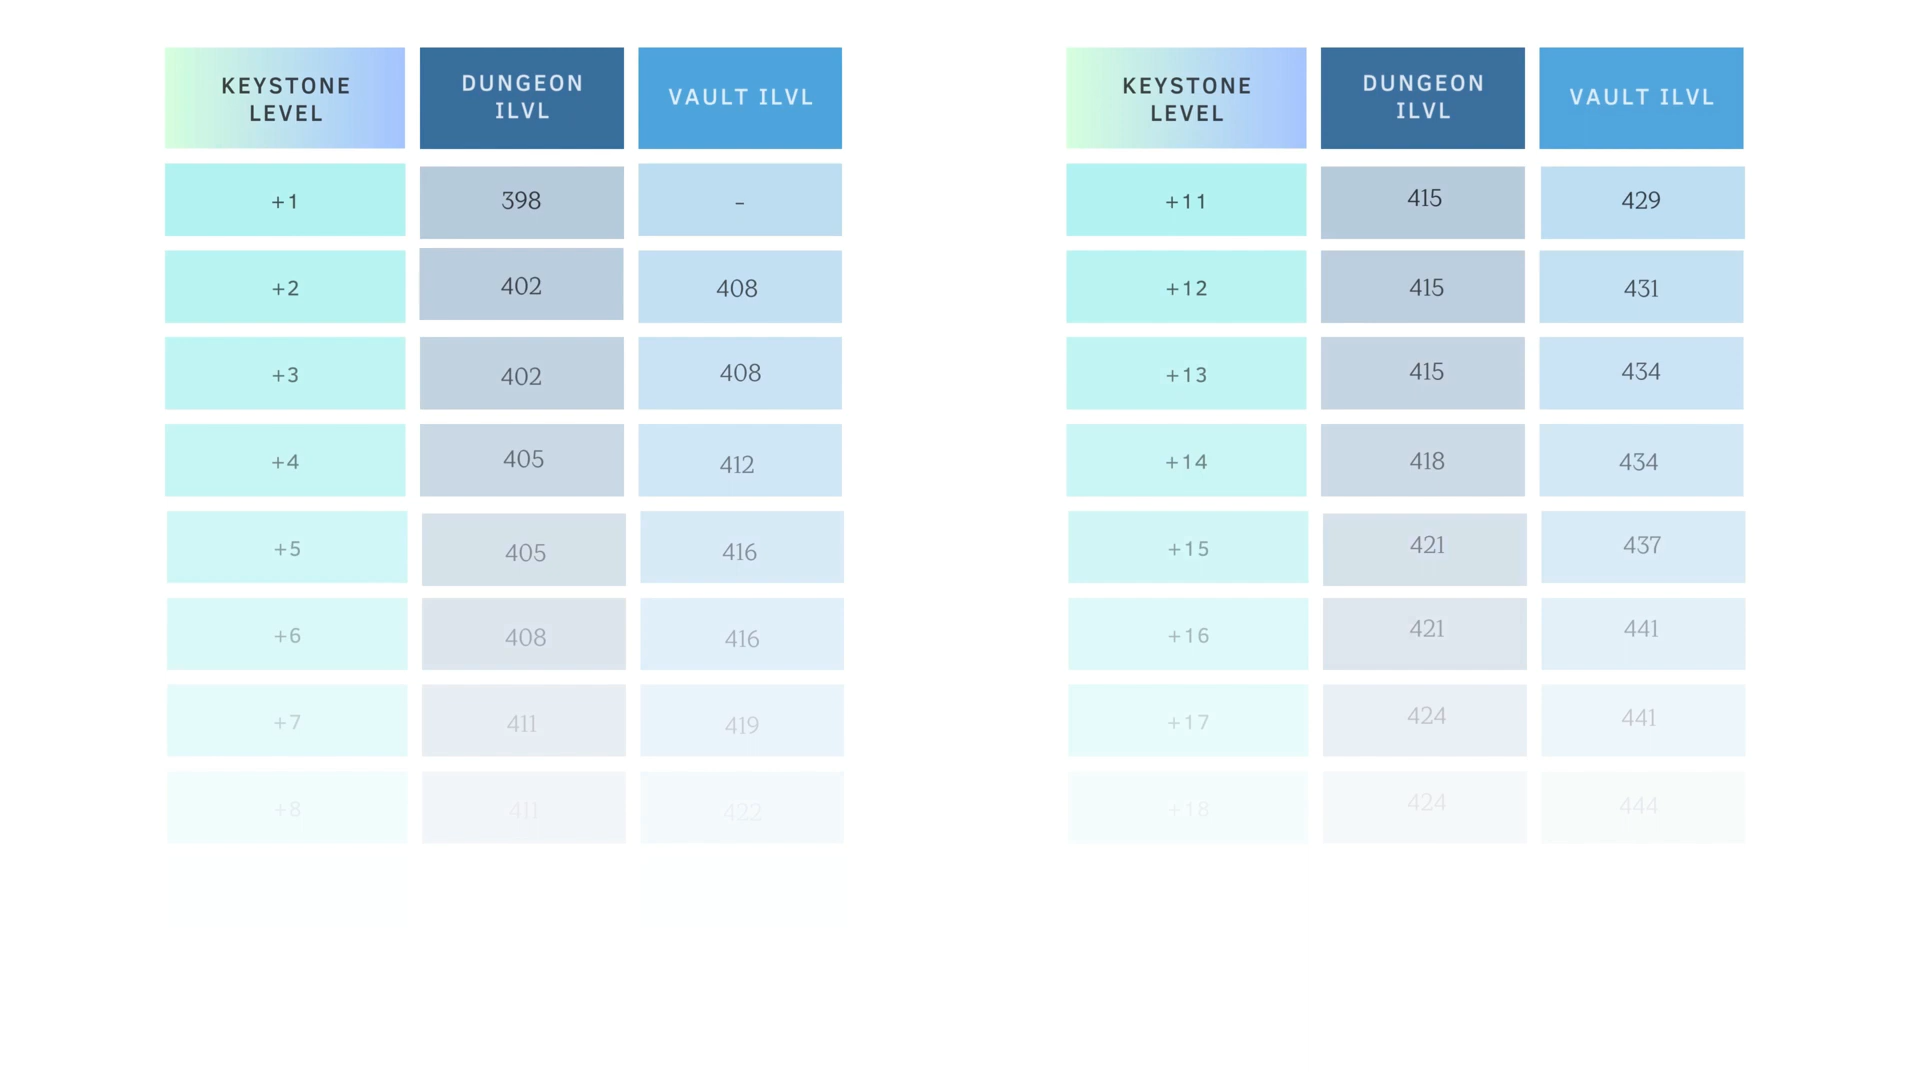 KEYSTONE LEVEL DUNGEON ILVL VAULT ILVL
+1 398 -
+2 402 408
+3 402 408
+4 405 412
+5 405 416
+6 408 416
+7 411 419
+8 411 422
KEYSTONE LEVEL DUNGEON ILVL VAULT ILVL
+11 415 429
+12 415 431
+13 415 434
+14 418 434
+15 421 437
+16 421 441
+17 424 441
+18 424 444